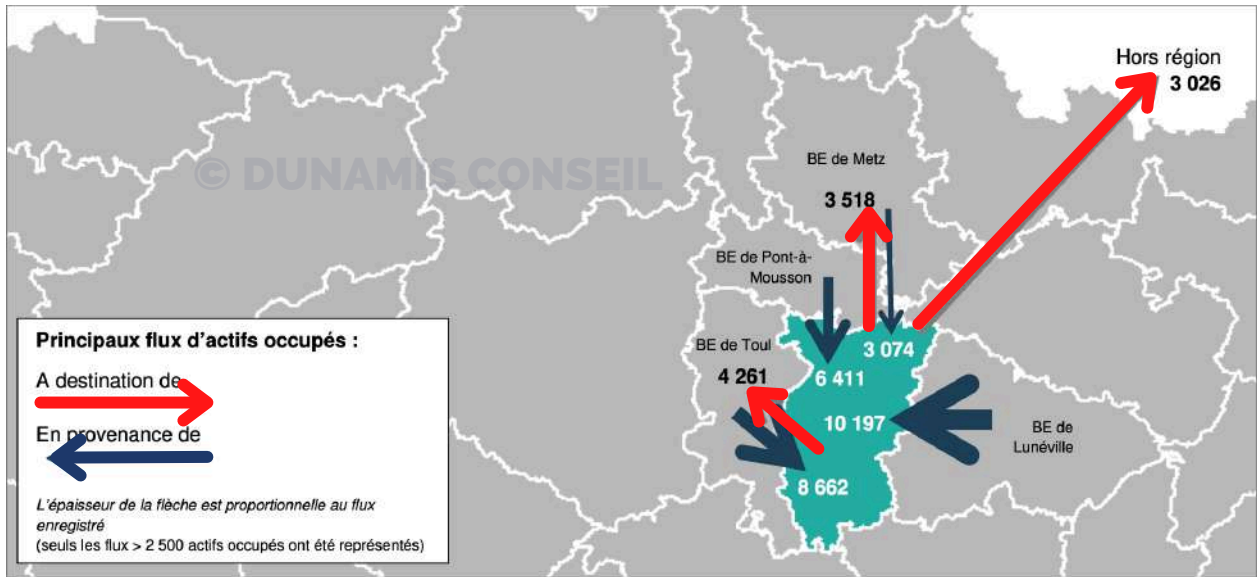 Hors région
3 026
© DUNAMIS CONSEIL
BE de Metz
3 518
BE de Pont-à-
Mousson
3 074
BE de Toul
4 261
6 411
10 197
BE de
Lunéville
8 662
Principaux flux d'actifs occupés :
A destination de
En provenance de
L'épaisseur de la flèche est proportionnelle au flux
enregistré
(seuls les flux > 2 500 actifs occupés ont été représentés)